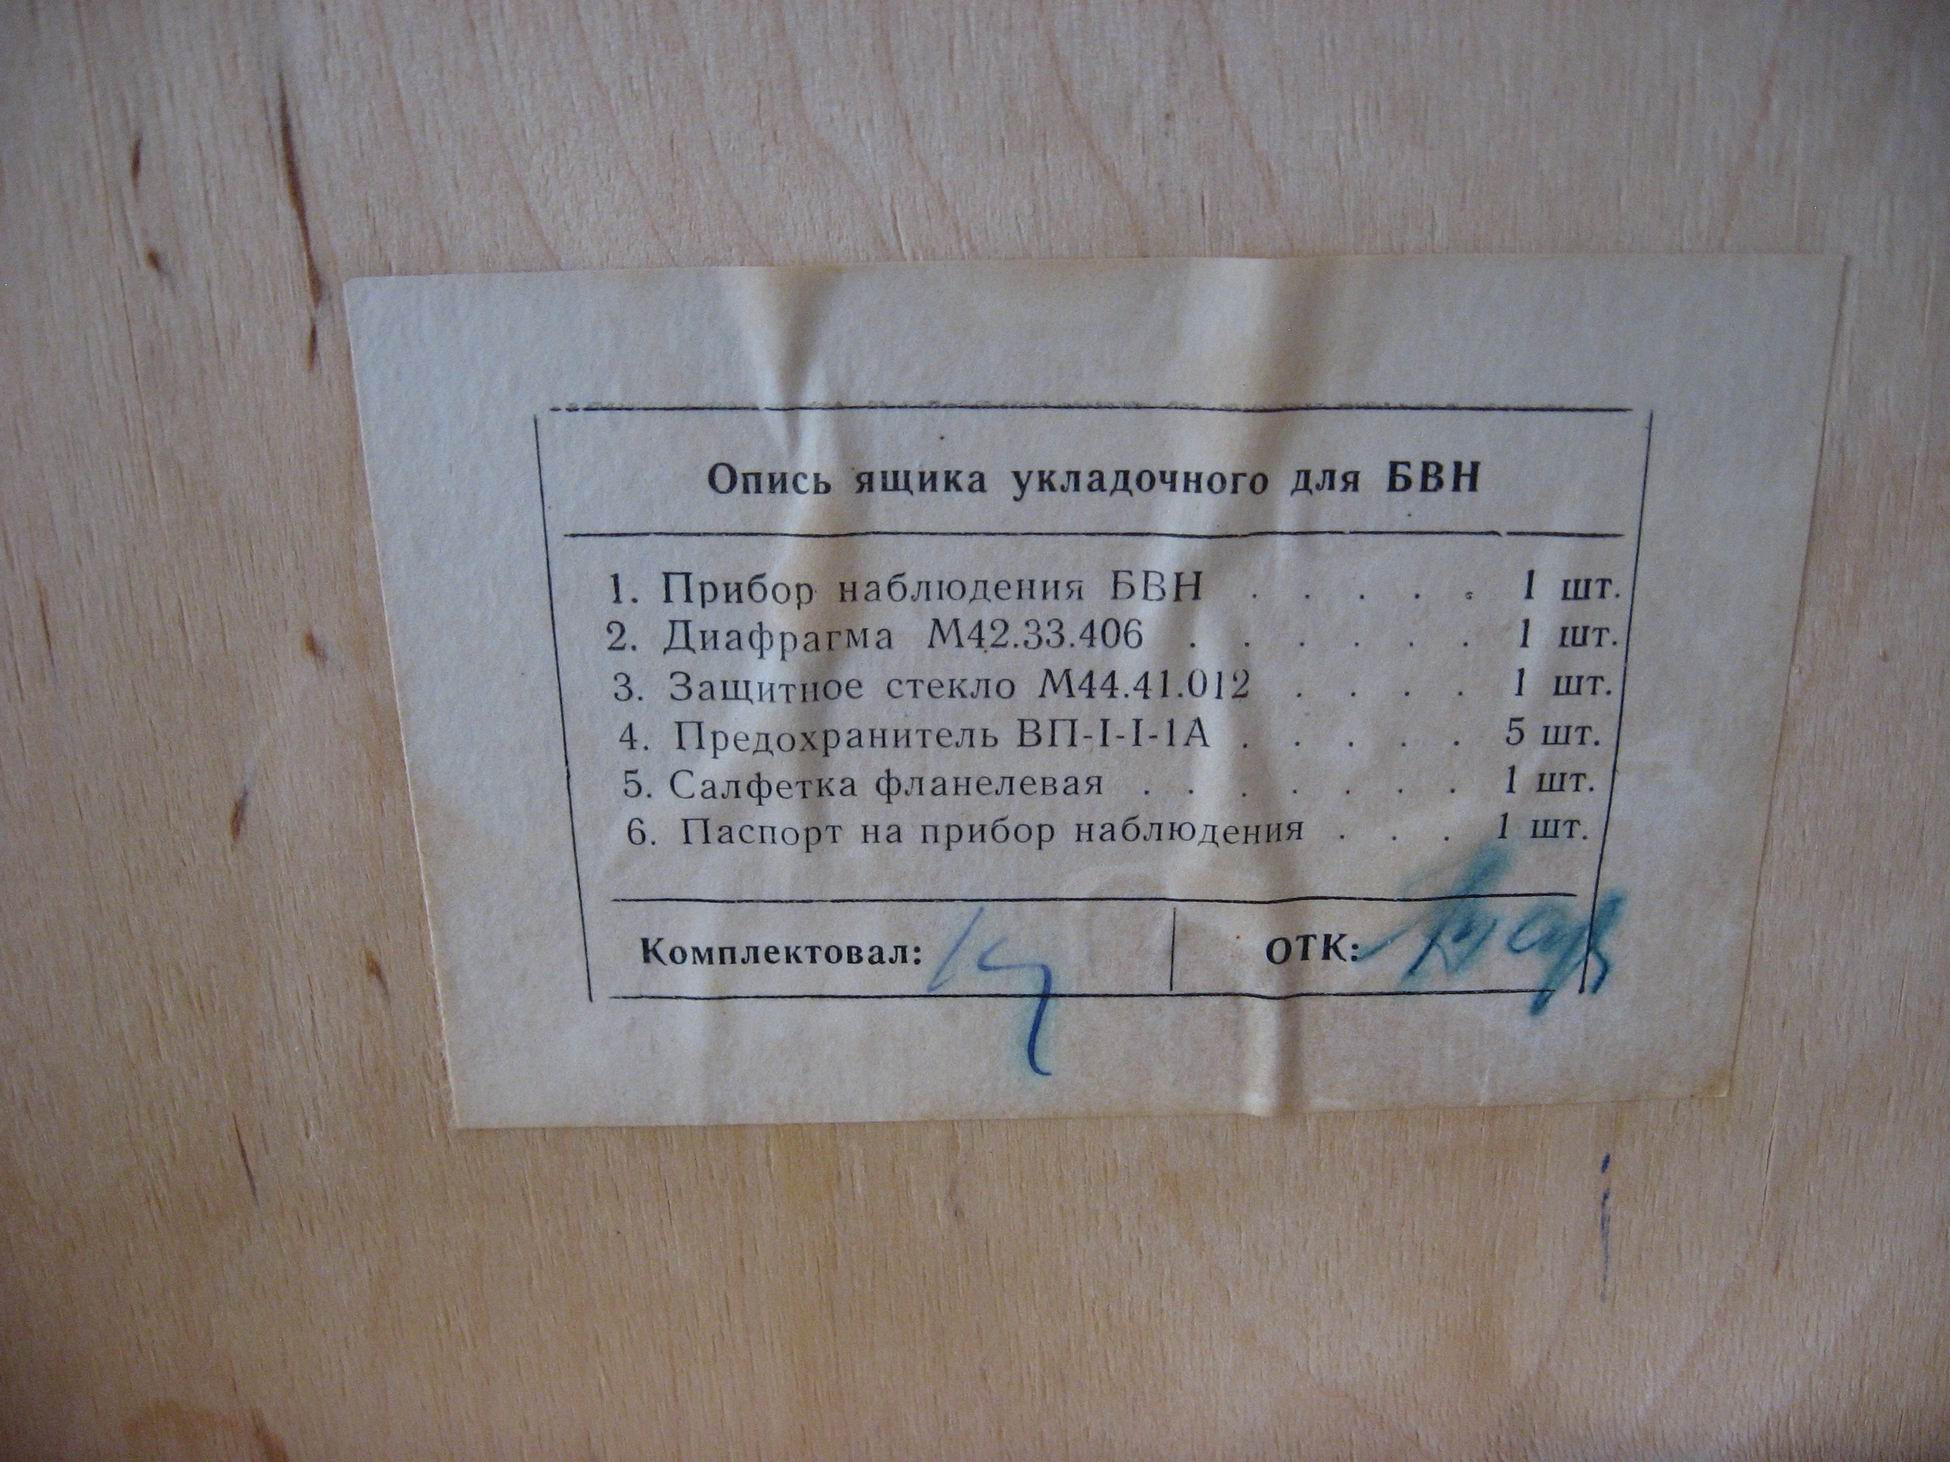 Опись ящика укладочного для БВН
1. Прибор наблюдения БВН . . . . . 1 шт.
2. Диафрагма М42.33.406 . . . . . . 1 шт.
3. Защитное стекло М44.41.012 . . . . 1 шт.
4. Предохранитель ВП-I-I-1А . . . . . 5 шт.
5. Салфетка фланелевая . . . . . . . 1 шт.
6. Паспорт на прибор наблюдения . . . 1 шт.
Комплектовал: ОТК: